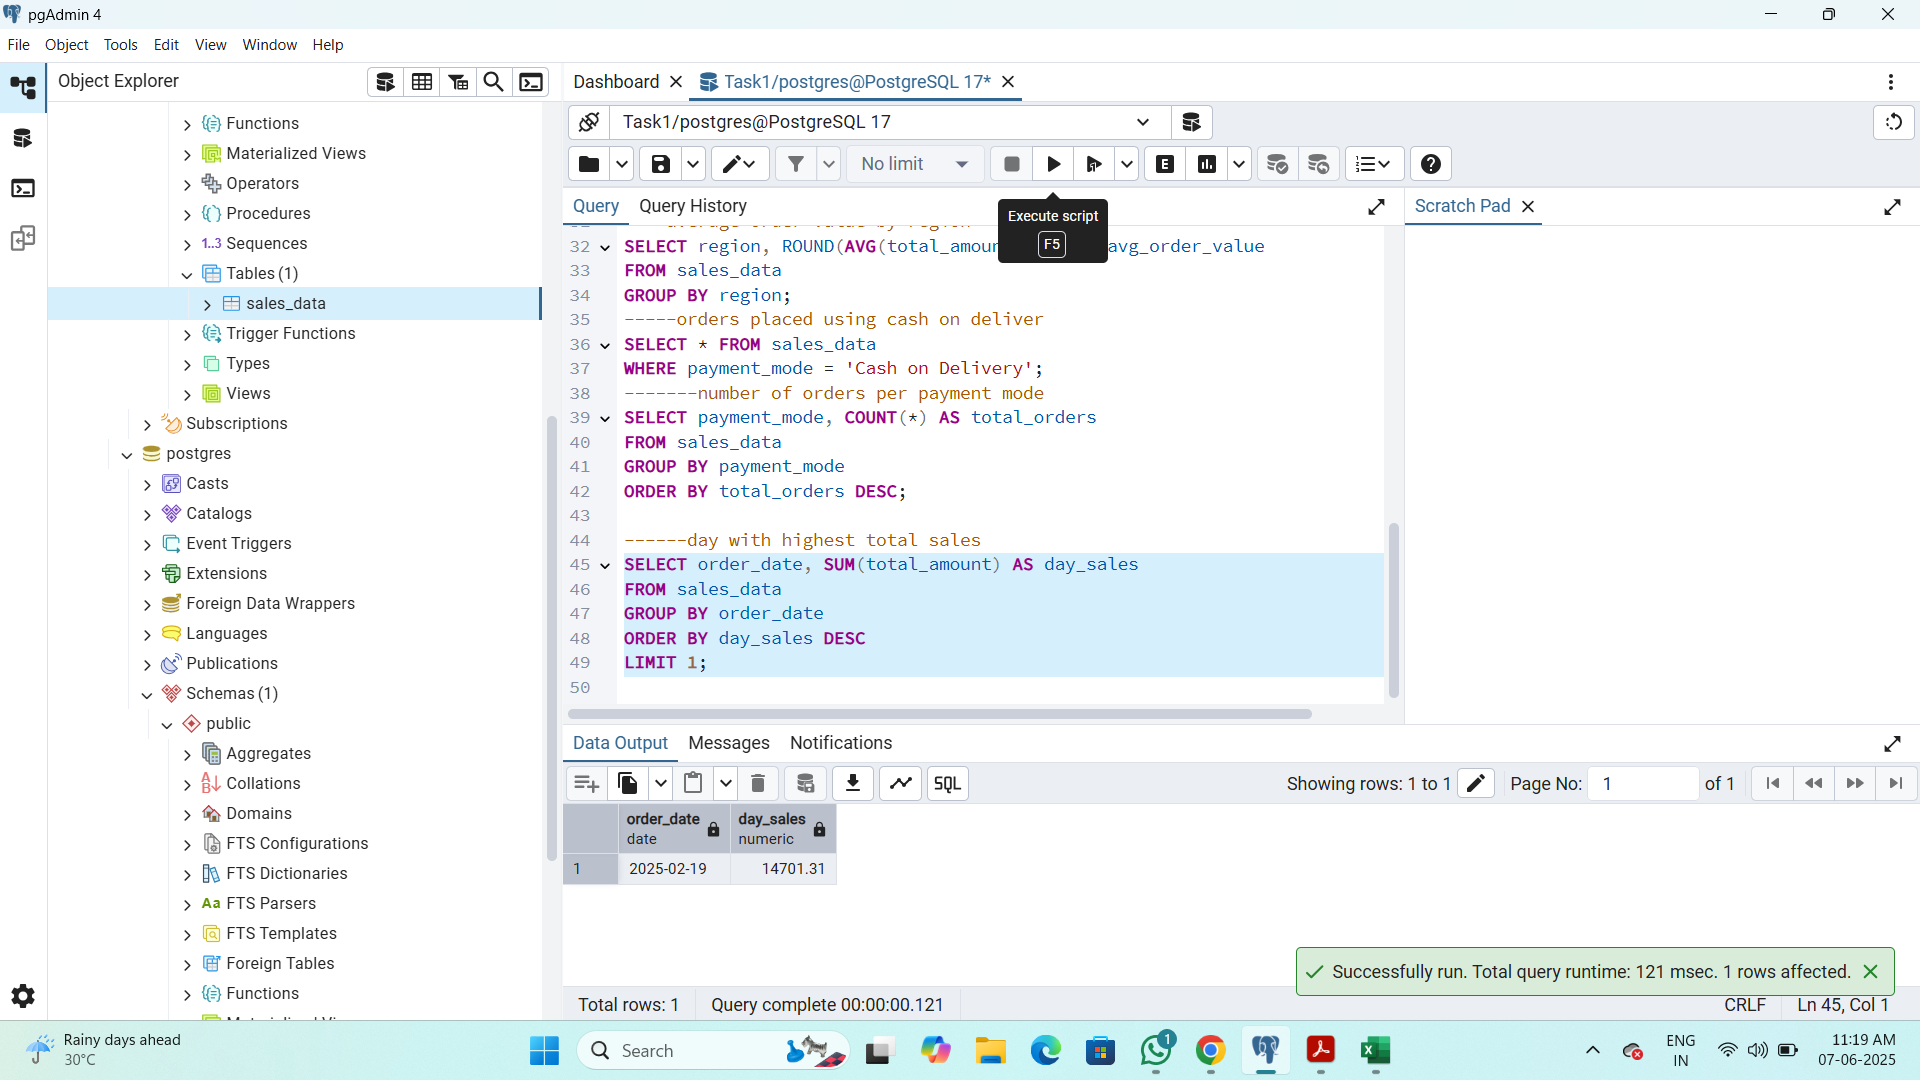 pgAdmin 4
File Object Tools Edit View Window Help
Object Explorer
Functions
Materialized Views
Operators
Procedures
1..3 Sequences
Tables (1)
sales_data
Trigger Functions
Types
Views
Subscriptions
postgres
Casts
Catalogs
Event Triggers
Extensions
Foreign Data Wrappers
Languages
Publications
Schemas (1)
public
Aggregates
Collations
Domains
FTS Configurations
FTS Dictionaries
Aa FTS Parsers
FTS Templates
Foreign Tables
Functions
Dashboard
Task1/postgres@PostgreSQL 17*
Task1/postgres@PostgreSQL 17
No limit
E
Query Query History
Execute script
F5
Scratch Pad
average order value by region
32 SELECT region, ROUND(AVG(total_amoun avg_order_value
33 FROM sales_data
34 GROUP BY region;
35 -----orders placed using cash on deliver
36 SELECT * FROM sales_data
37 WHERE payment_mode = 'Cash on Delivery';
38 -------number of orders per payment mode
39 SELECT payment_mode, COUNT(*) AS total_orders
40 FROM sales_data
41 GROUP BY payment_mode
42 ORDER BY total_orders DESC;
43
44 ------day with highest total sales
45 SELECT order_date, SUM(total_amount) AS day_sales
46 FROM sales_data
47 GROUP BY order_date
48 ORDER BY day_sales DESC
49 LIMIT 1;
50
Data Output Messages Notifications
SQL
Showing rows: 1 to 1
Page No: 1 of 1
order_date day_sales
date numeric
1 2025-02-19 14701.31
Successfully run. Total query runtime: 121 msec. 1 rows affected.
Total rows: 1 Query complete 00:00:00.121 CRLF Ln 45, Col 1
Rainy days ahead
30°C
Search
1
ENG
IN
11:19 AM
07-06-2025